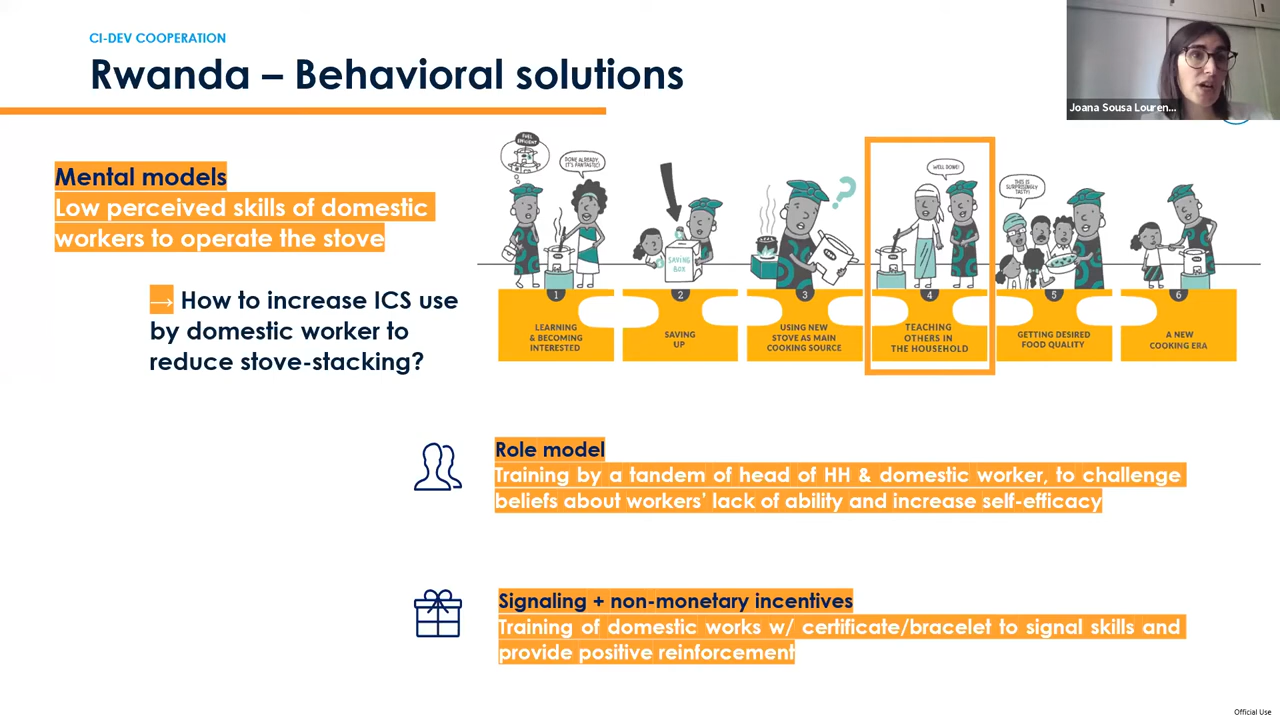 CI-DEV COOPERATION
Rwanda – Behavioral solutions
Joana Sousa Louren...
Mental models
Low perceived skills of domestic
workers to operate the stove
→ How to increase ICS use
by domestic worker to
reduce stove-stacking?
FUEL
EFFICIENT
DONE ALREADY,
IT'S FANTASTIC!
SAVING
BOX
?
WELL DONE!
THIS IS
SURPRISINGLY
TASTY!
1
LEARNING
& BECOMING
INTERESTED
2
SAVING
UP
3
USING NEW
STOVE AS MAIN
COOKING SOURCE
4
TEACHING
OTHERS IN
THE HOUSEHOLD
5
GETTING DESIRED
FOOD QUALITY
6
A NEW
COOKING ERA
Role model
Training by a tandem of head of HH & domestic worker, to challenge
beliefs about workers' lack of ability and increase self-efficacy
Signaling + non-monetary incentives
Training of domestic works w/ certificate/bracelet to signal skills and
provide positive reinforcement
Official Use